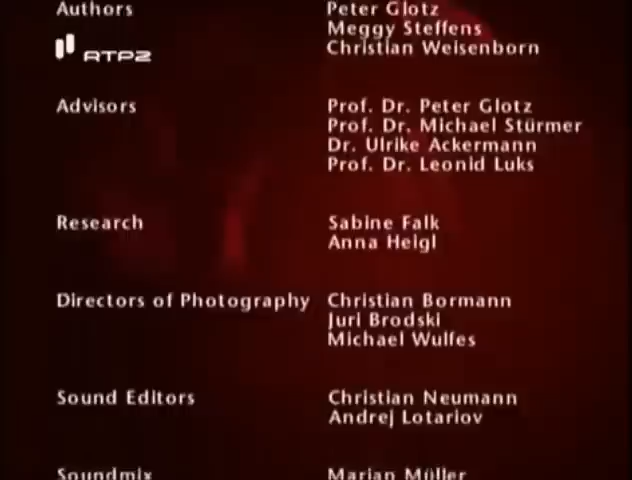 Authors Peter Glotz
Meggy Steffens
Christian Weisenborn
RTP2
Advisors Prof. Dr. Peter Glotz
Prof. Dr. Michael Stürmer
Dr. Ulrike Ackermann
Prof. Dr. Leonid Luks
Research Sabine Falk
Anna Heigl
Directors of Photography Christian Bormann
Juri Brodski
Michael Wulfes
Sound Editors Christian Neumann
Andrej Lotariov
Soundmix Marian Müller